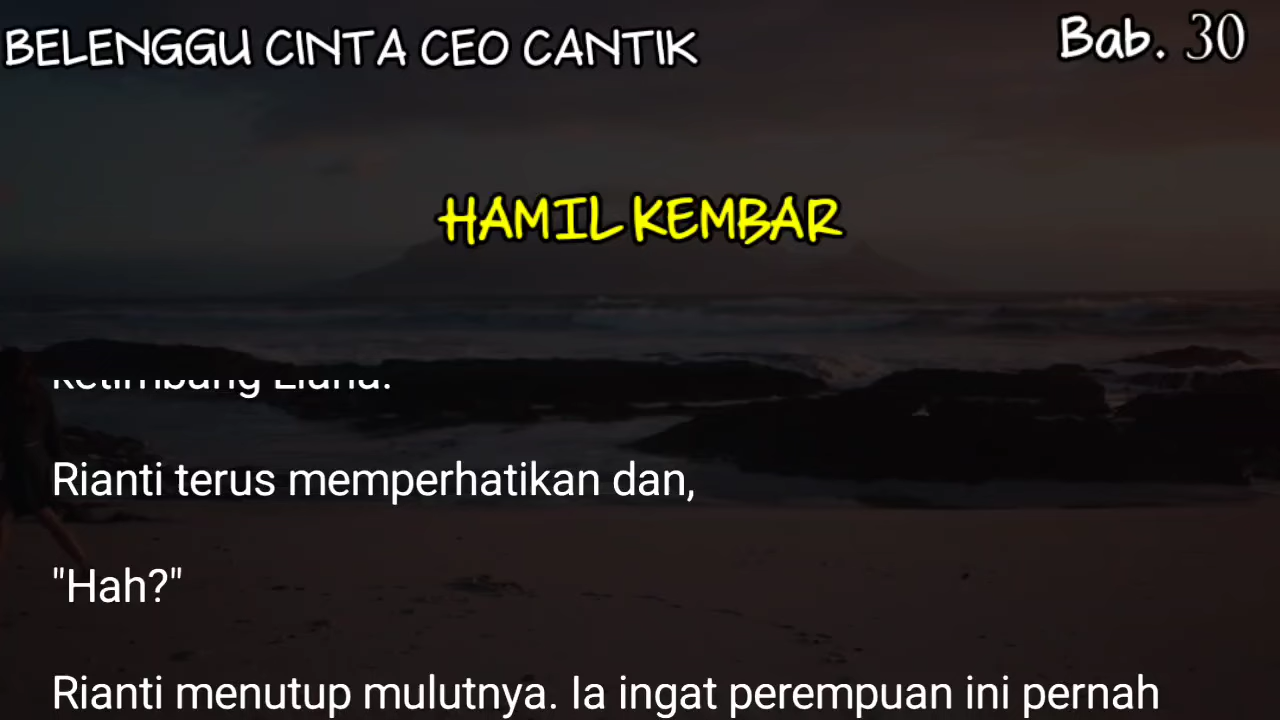 BELENGGU CINTA CEO CANTIK
Bab. 30
HAMIL KEMBAR
Rianti terus memperhatikan dan,
"Hah?"
Rianti menutup mulutnya. Ia ingat perempuan ini pernah